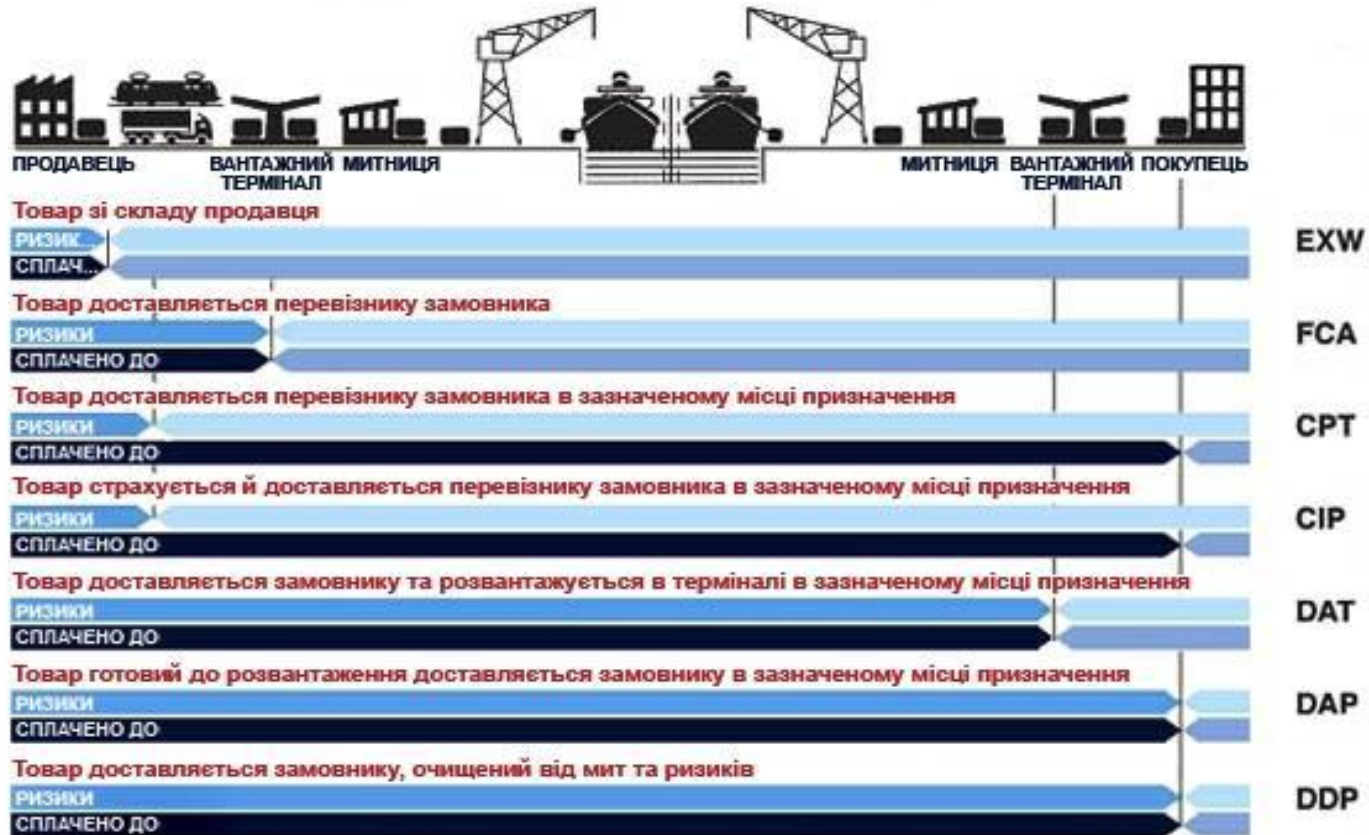 ПРОДАВЕЦЬ ВАНТАЖНИЙ МИТНИЦЯ МИТНИЦЯ ВАНТАЖНИЙ ПОКУПЕЦЬ
ТЕРМІНАЛ ТЕРМІНАЛ
Товар зі складу продавця
РИЗИК...
EXW
СПЛАЧ...
Товар доставляється перевізнику замовника
РИЗИКИ
FCA
СПЛАЧЕНО ДО
Товар доставляється перевізнику замовника в зазначеному місці призначення
РИЗИКИ
CPT
СПЛАЧЕНО ДО
Товар страхується й доставляється перевізнику замовника в зазначеному місці призначення
РИЗИКИ
CIP
СПЛАЧЕНО ДО
Товар доставляється замовнику та розвантажується в терміналі в зазначеному місці призначення
РИЗИКИ
DAT
СПЛАЧЕНО ДО
Товар готовий до розвантаження доставляється замовнику в зазначеному місці призначення
РИЗИКИ
DAP
СПЛАЧЕНО ДО
Товар доставляється замовнику, очищений від мит та ризиків
РИЗИКИ
DDP
СПЛАЧЕНО ДО